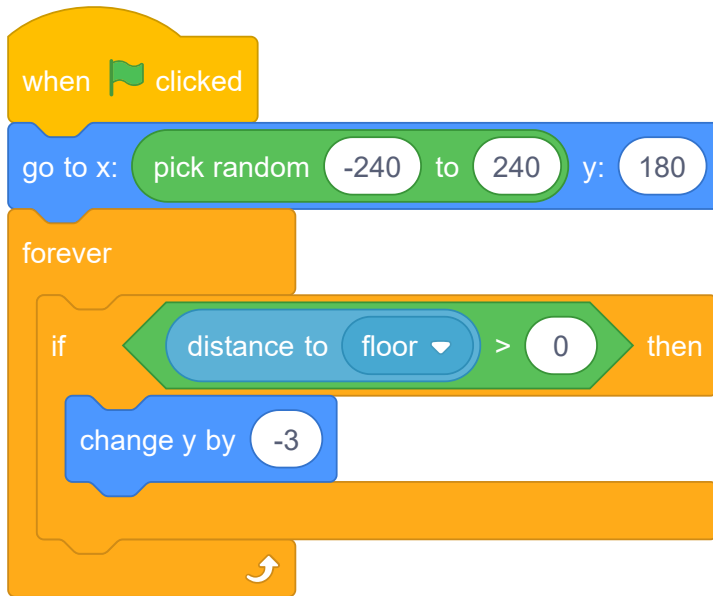 when clicked
go to x: pick random -240 to 240 y: 180
forever
if distance to floor > 0 then
change y by -3